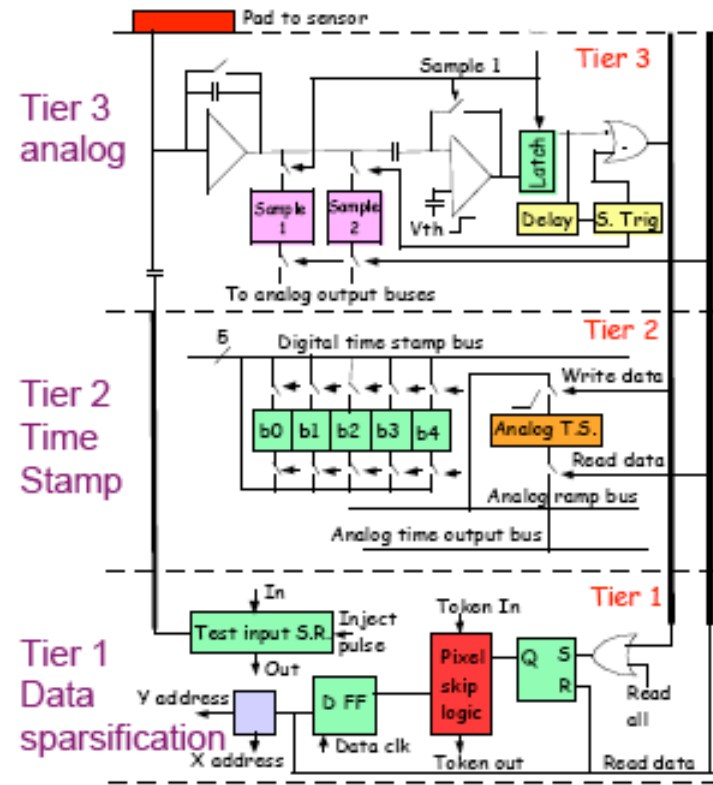 Pad to sensor
Tier 3
Sample 1
Tier 3
analog
Latch
Sample
1
Sample
2
Vth
Delay
S. Trig
To analog output buses
Tier 2
5
Digital time stamp bus
Write data
Tier 2
Time
Stamp
b0 b1 b2 b3 b4
Analog T.S.
Read data
Analog ramp bus
Analog time output bus
Tier 1
In
Token In
Test input S.R.
Inject
pulse
Out
Tier 1
Data
sparsification
Pixel
skip
logic
Q S
R
Read
all
Y address
D FF
X address
Data clk
Token out
Read data